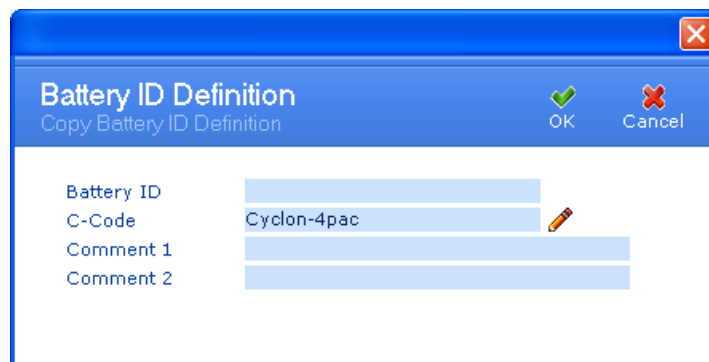 Battery ID Definition
Copy Battery ID Definition
OK
Cancel
Battery ID
C-Code Cyclon-4pac
Comment 1
Comment 2